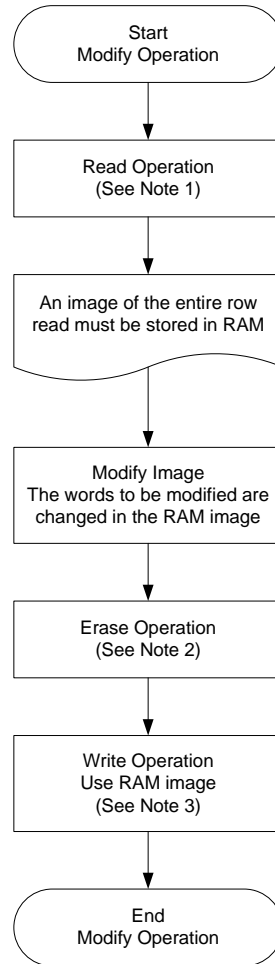 Start
Modify Operation
Read Operation
(See Note 1)
An image of the entire row
read must be stored in RAM
Modify Image
The words to be modified are
changed in the RAM image
Erase Operation
(See Note 2)
Write Operation
Use RAM image
(See Note 3)
End
Modify Operation